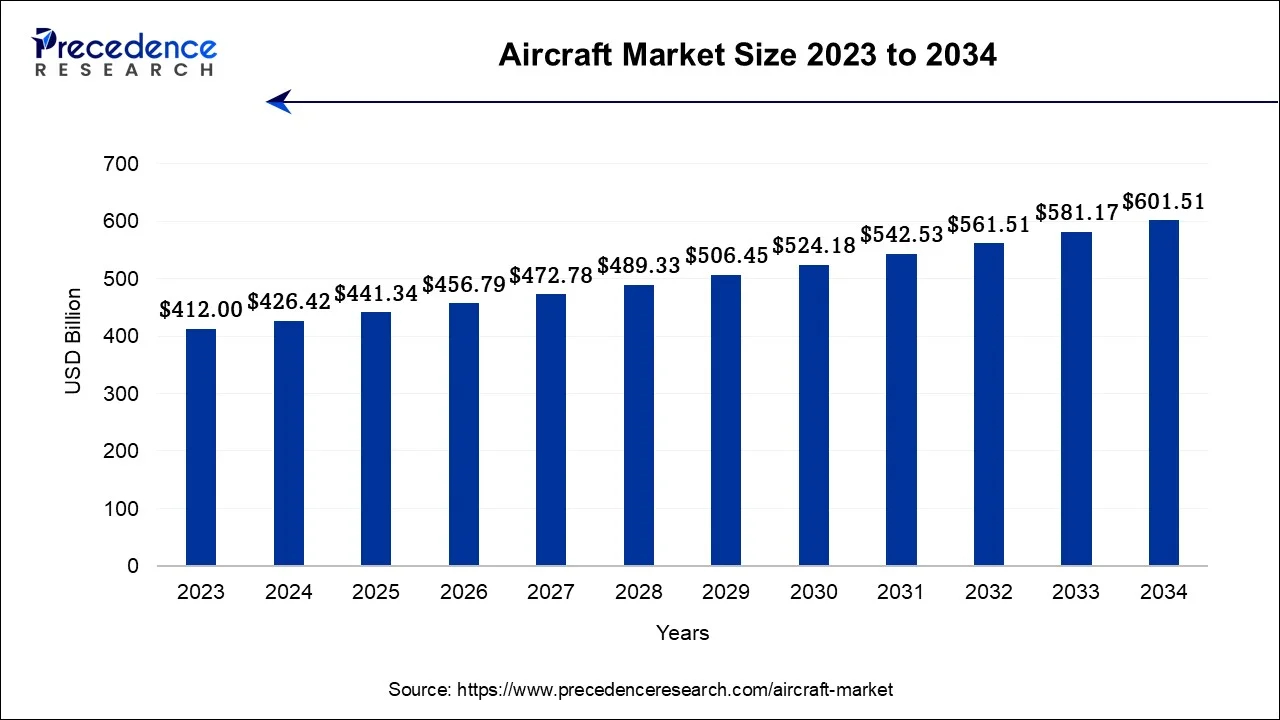 Precedence
RESEARCH
Aircraft Market Size 2023 to 2034
USD Billion
700
600
500
400
300
200
100
0
$412.00
$426.42
$441.34
$456.79
$472.78
$489.33
$506.45
$524.18
$542.53
$561.51
$581.17
$601.51
2023 2024 2025 2026 2027 2028 2029 2030 2031 2032 2033 2034
Years
Source: https://www.precedenceresearch.com/aircraft-market